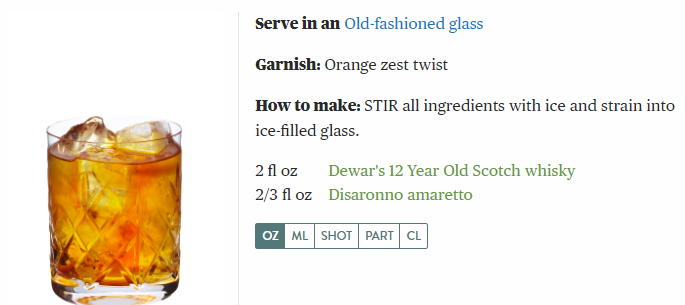 Serve in an Old-fashioned glass
Garnish: Orange zest twist
How to make: STIR all ingredients with ice and strain into
ice-filled glass.
2 fl oz Dewar's 12 Year Old Scotch whisky
2/3 fl oz Disaronno amaretto
OZ ML SHOT PART CL